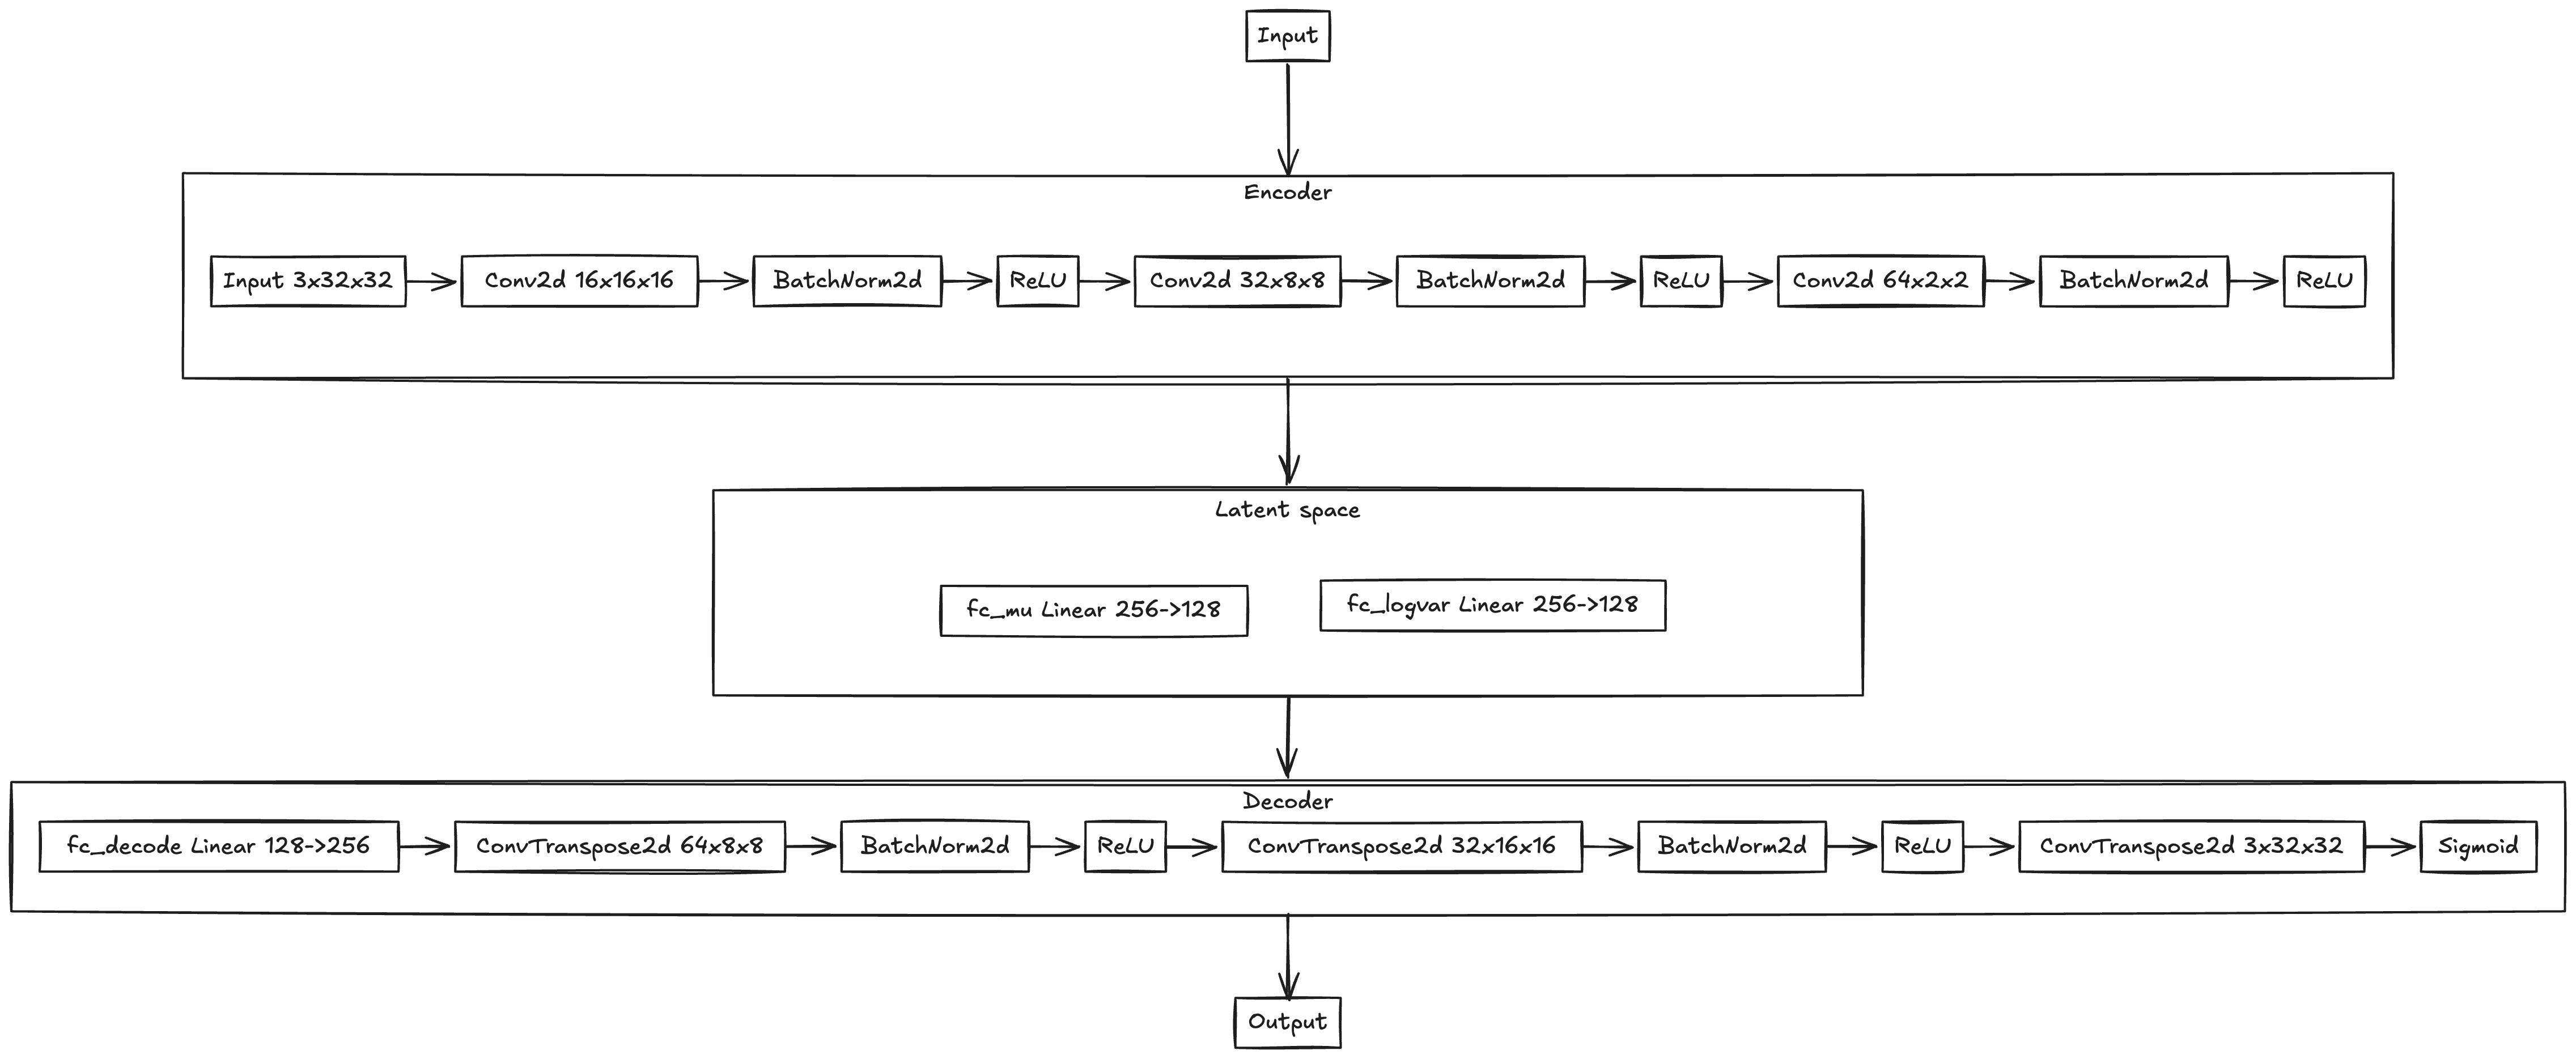 Input
Encoder
Input 3x32x32
Conv2d 16x16x16
BatchNorm2d
ReLU
Conv2d 32x8x8
BatchNorm2d
ReLU
Conv2d 64x2x2
BatchNorm2d
ReLU
Latent space
fc_mu Linear 256->128
fc_logvar Linear 256->128
Decoder
fc_decode Linear 128->256
ConvTranspose2d 64x8x8
BatchNorm2d
ReLU
ConvTranspose2d 32x16x16
BatchNorm2d
ReLU
ConvTranspose2d 3x32x32
Sigmoid
Output